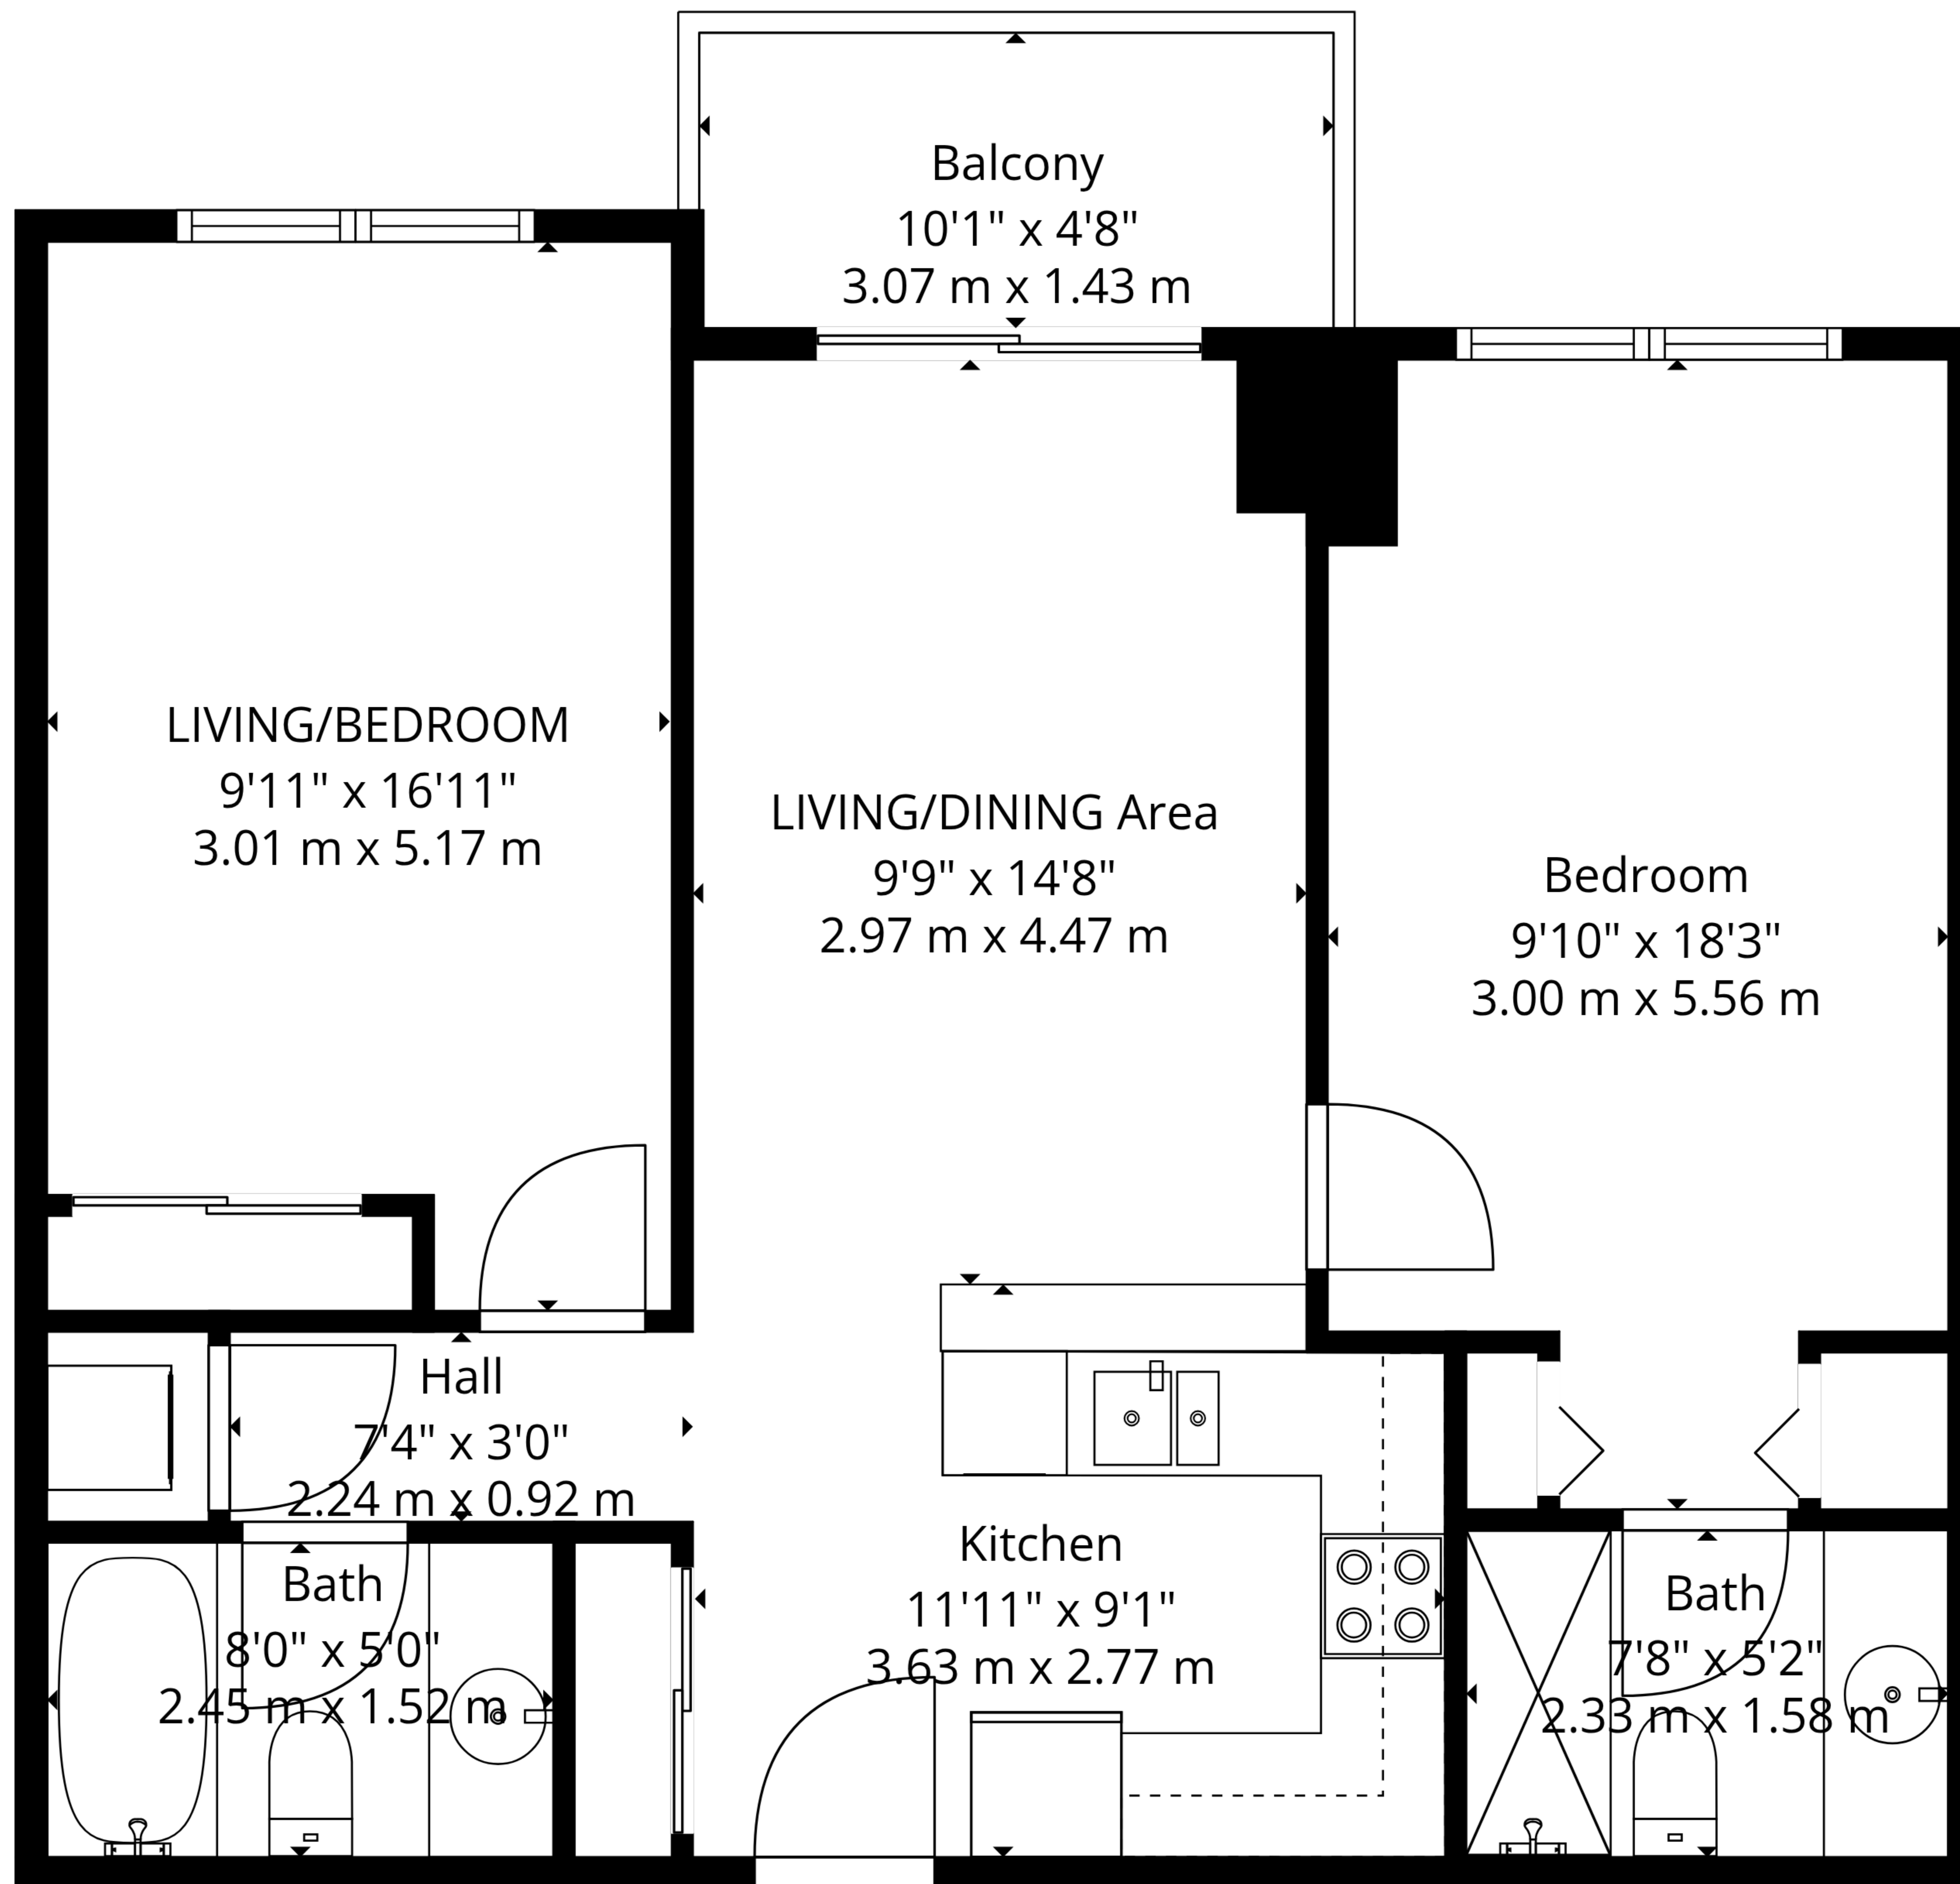 Balcony
10'1" x 4'8"
3.07 m x 1.43 m
LIVING/BEDROOM
9'11" x 16'11"
3.01 m x 5.17 m
LIVING/DINING Area
9'9" x 14'8"
2.97 m x 4.47 m
Bedroom
9'10" x 18'3"
3.00 m x 5.56 m
Hall
7'4" x 3'0"
2.24 m x 0.92 m
Kitchen
11'11" x 9'1"
3.63 m x 2.77 m
Bath
8'0" x 5'0"
2.45 m x 1.52 m
Bath
7'8" x 5'2"
2.33 m x 1.58 m